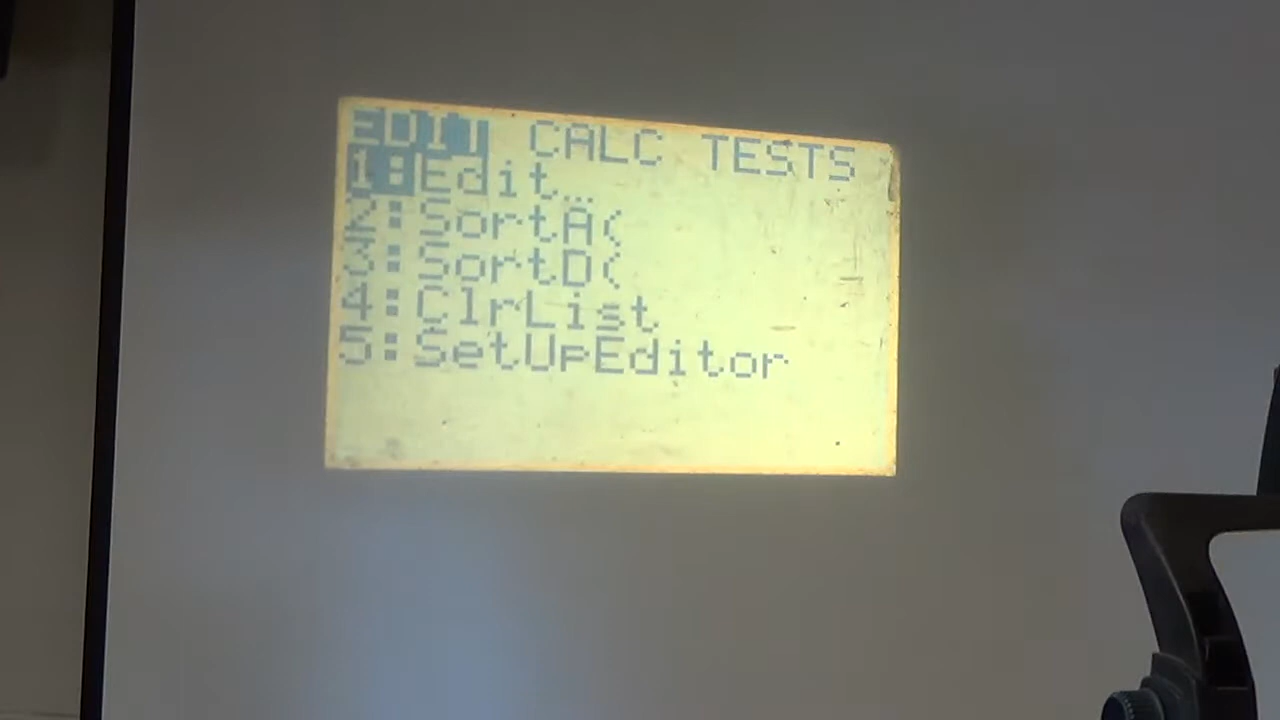 EDIT CALC TESTS
1:Edit…
2:SortA(
3:SortD(
4:ClrList
5:SetUpEditor